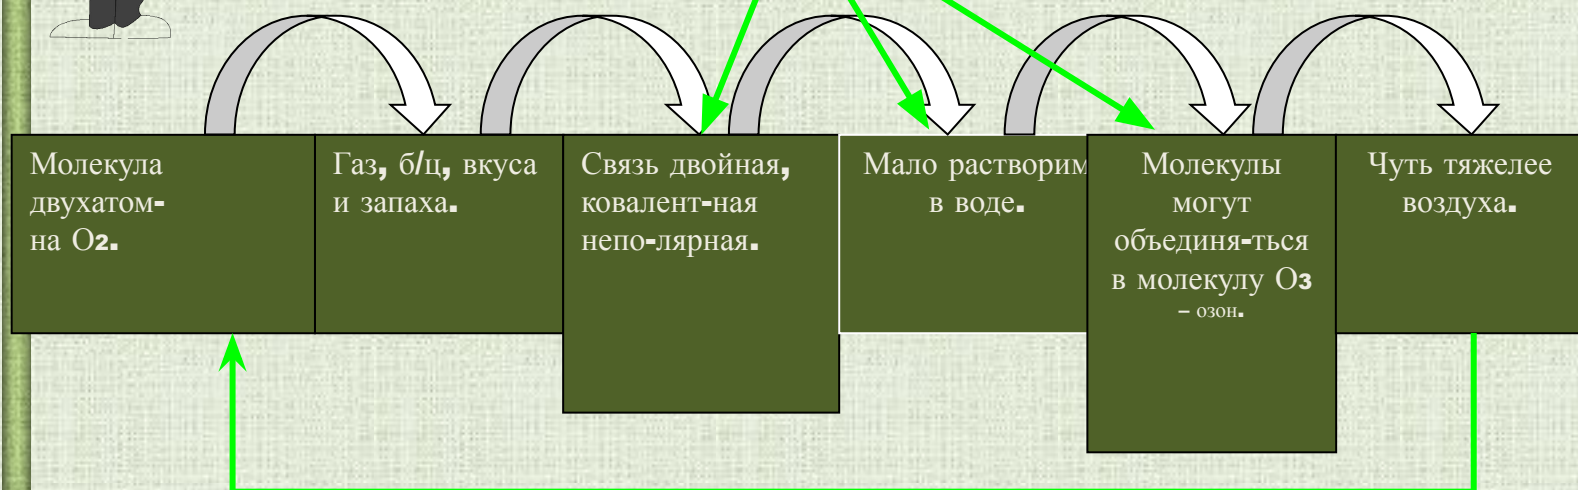 Молекула
двухатом-
на О2.
Газ, б/ц, вкуса
и запаха.
Связь двойная,
ковалент-ная
непо-лярная.
Мало растворим
в воде.
Молекулы
могут
объединя-ться
в молекулу О3
– озон.
Чуть тяжелее
воздуха.